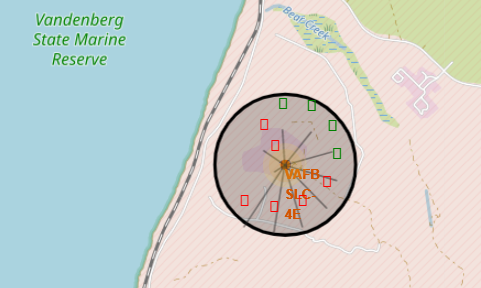 Vandenberg
State Marine
Reserve
Bear Creek
VAFB
SLC-
4E